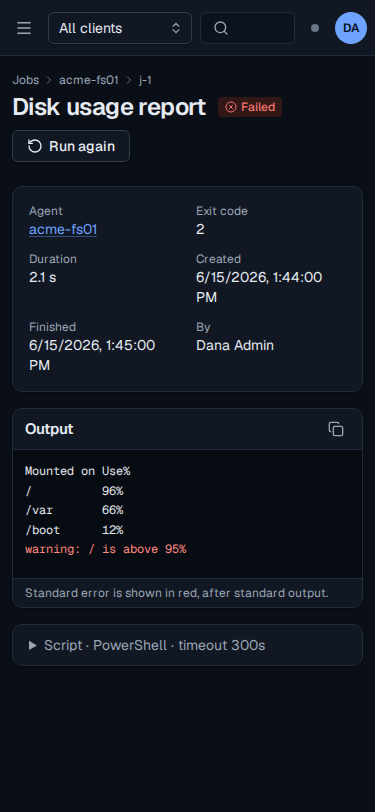 All clients
DA
Jobs > acme-fs01 > j-1
Disk usage report
Failed
Run again
Agent
acme-fs01
Exit code
2
Duration
2.1 s
Created
6/15/2026, 1:44:00
PM
Finished
6/15/2026, 1:45:00
PM
By
Dana Admin
Output
Mounted on Use%
/ 96%
/var 66%
/boot 12%
warning: / is above 95%
Standard error is shown in red, after standard output.
Script · PowerShell · timeout 300s